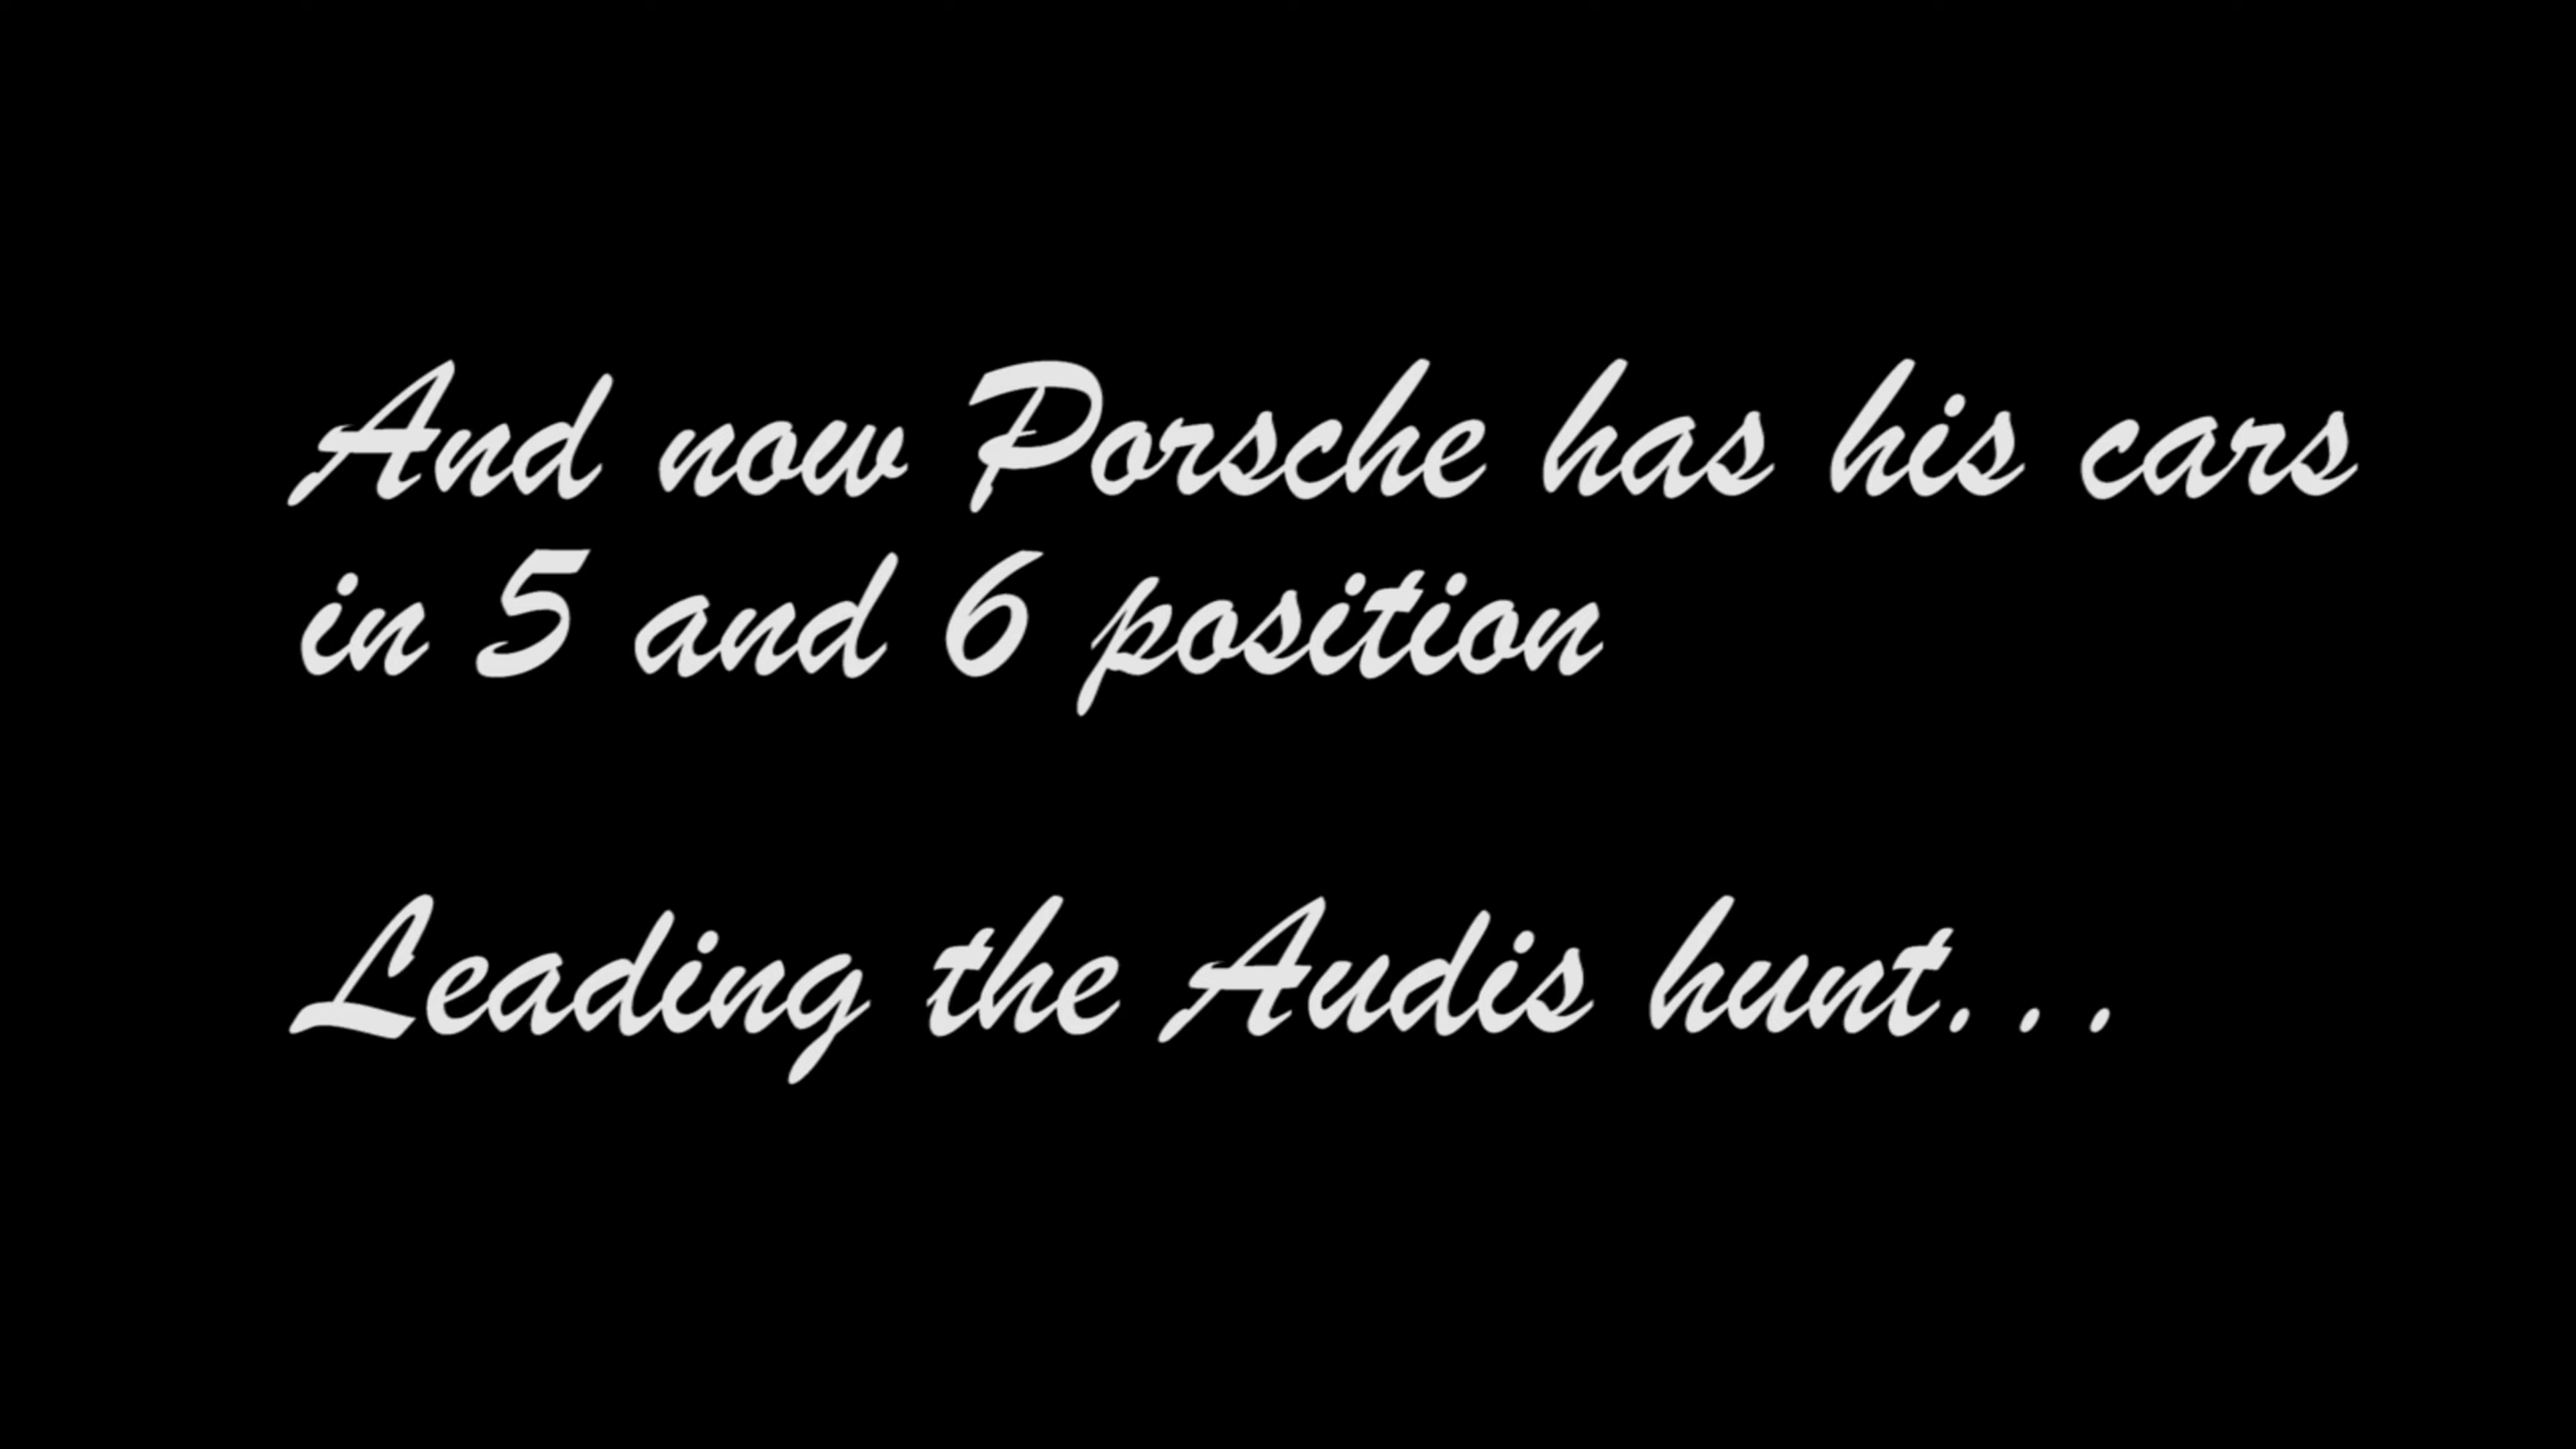 And now Porsche has his cars
in 5 and 6 position
Leading the Audis hunt...